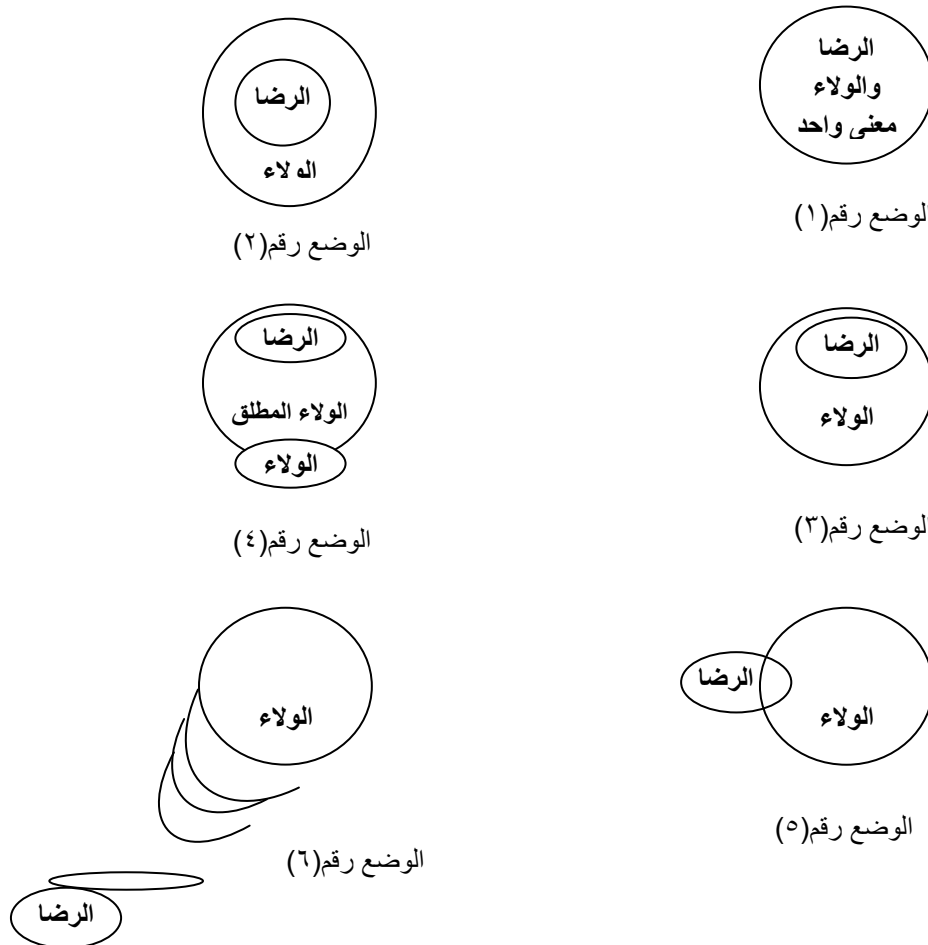 الرضا
والولاء
معنى واحد
الوضع رقم(١)
الرضا
الولاء
الوضع رقم(٢)
الرضا
الولاء
الوضع رقم(٣)
الرضا
الولاء المطلق
الولاء
الوضع رقم(٤)
الرضا
الولاء
الوضع رقم(٥)
الولاء
الرضا
الوضع رقم(٦)